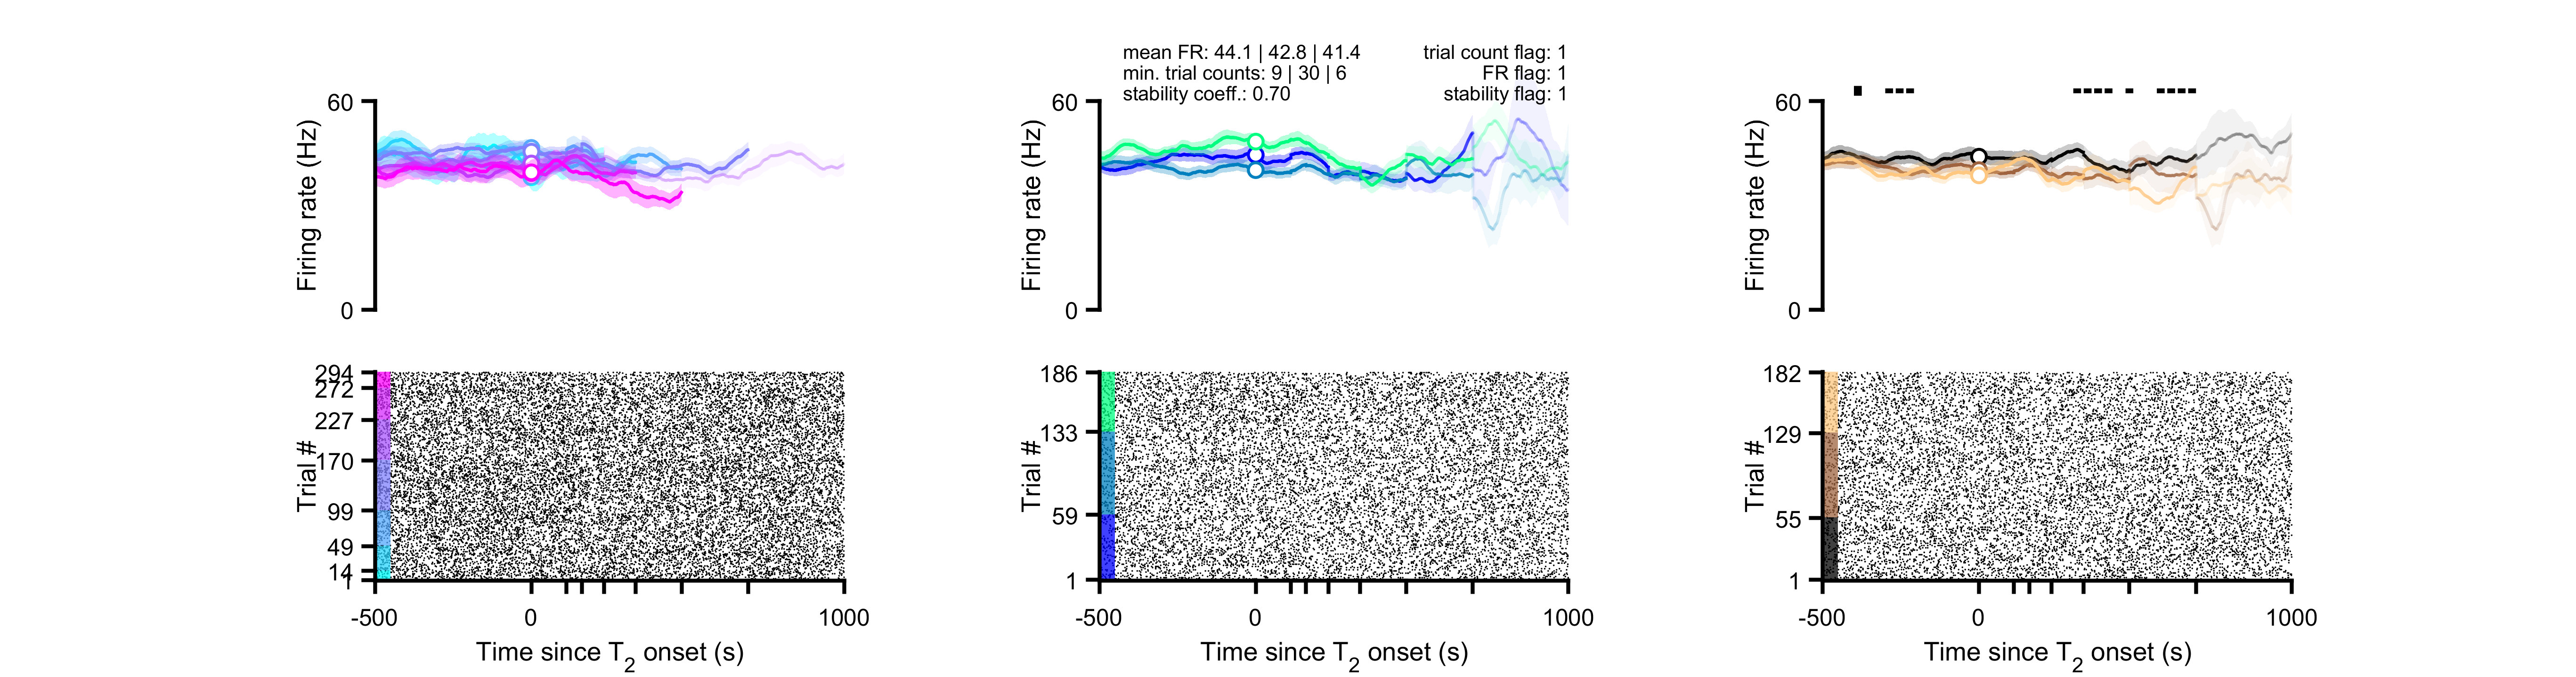 mean FR: 44.1 | 42.8 | 41.4
min. trial counts: 9 | 30 | 6
stability coeff.: 0.70
trial count flag: 1
FR flag: 1
stability flag: 1
60
Firing rate (Hz)
0
60
Firing rate (Hz)
0
60
Firing rate (Hz)
0
294
272
227
170
99
49
14
1
Trial #
-500
0
1000
Time since T2 onset (s)
186
133
59
1
Trial #
-500
0
1000
Time since T2 onset (s)
182
129
55
1
Trial #
-500
0
1000
Time since T2 onset (s)